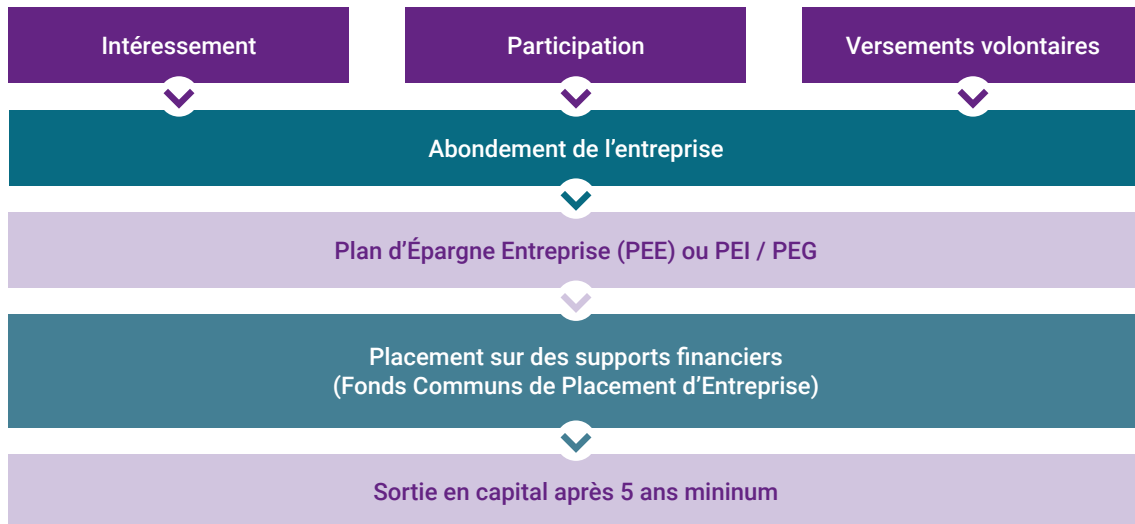 Intéressement
Participation
Versements volontaires
Abondement de l'entreprise
Plan d'Épargne Entreprise (PEE) ou PEI / PEG
Placement sur des supports financiers
(Fonds Communs de Placement d'Entreprise)
Sortie en capital après 5 ans mininum